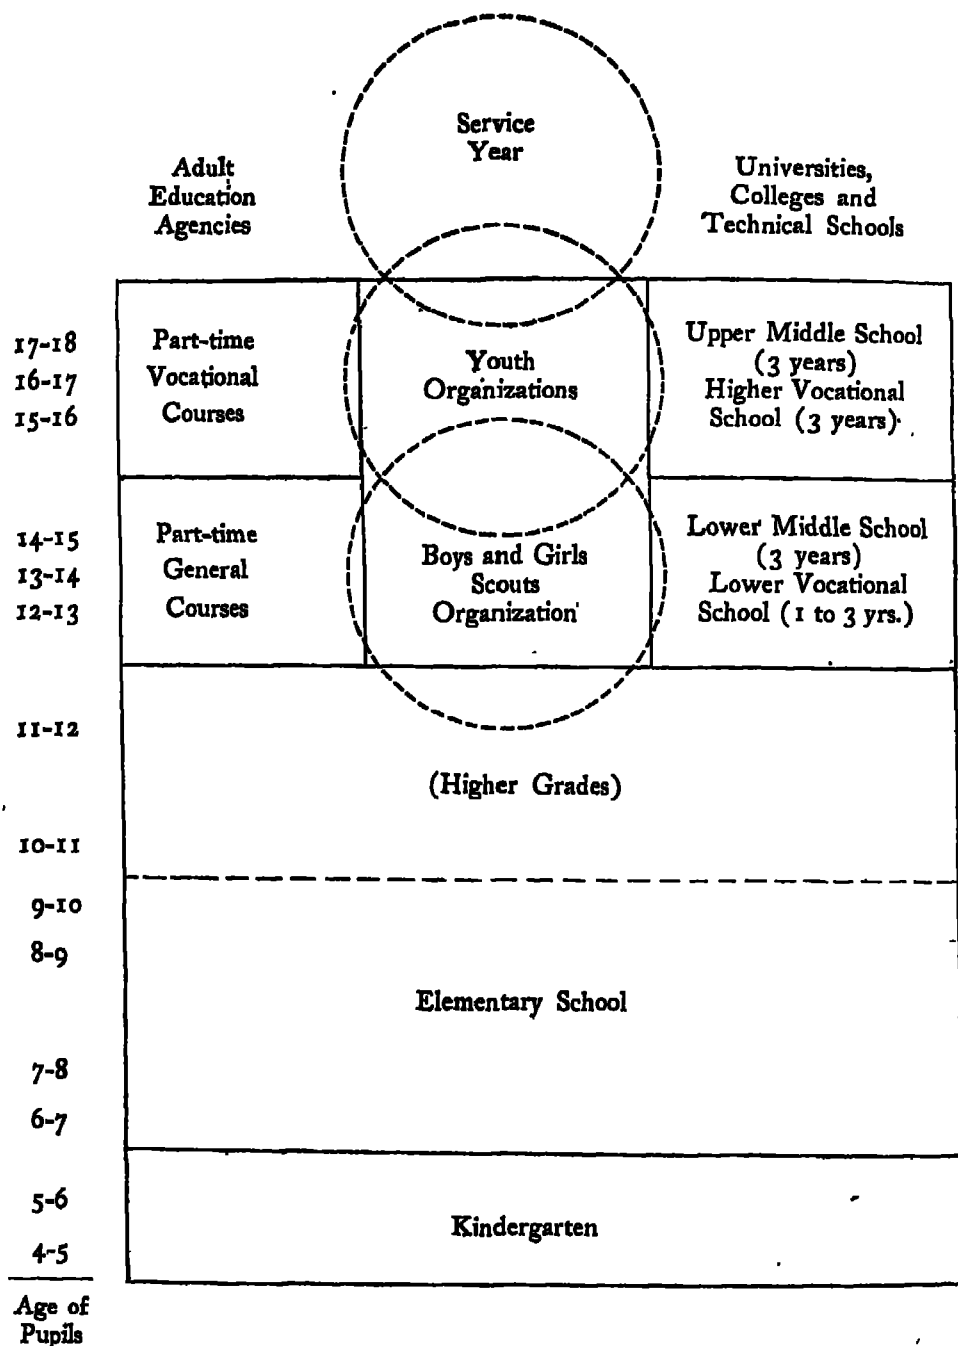 Service
Year
Adult
Education
Agencies
Universities,
Colleges and
Technical Schools
17-18
16-17
15-16
Part-time
Vocational
Courses
Youth
Organizations
Upper Middle School
(3 years)
Higher Vocational
School (3 years)
14-15
13-14
12-13
Part-time
General
Courses
Boys and Girls
Scouts
Organization
Lower Middle School
(3 years)
Lower Vocational
School (1 to 3 yrs.)
11-12
(Higher Grades)
10-11
9-10
8-9
Elementary School
7-8
6-7
5-6
Kindergarten
4-5
Age of
Pupils